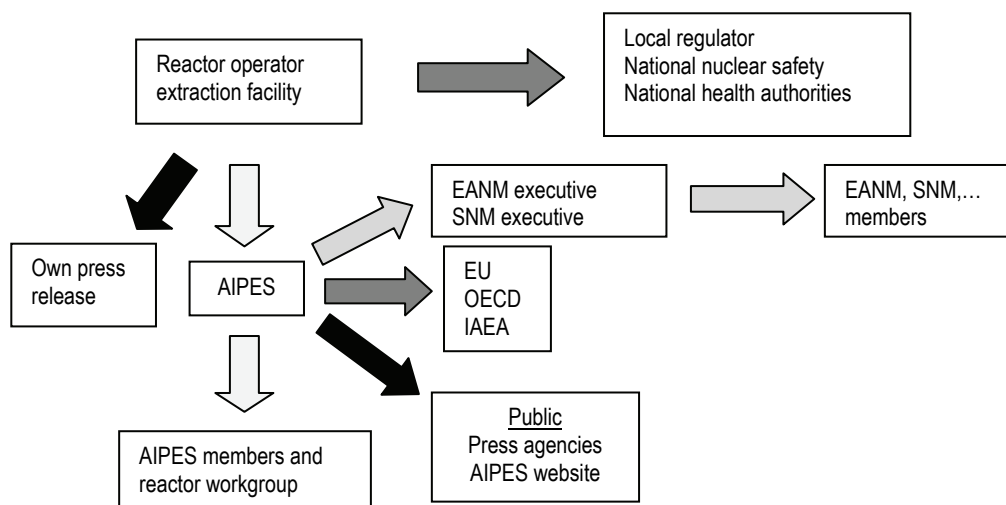 Reactor operator
extraction facility
Local regulator
National nuclear safety
National health authorities
EANM executive
SNM executive
EANM, SNM,…
members
Own press
release
AIPES
EU
OECD
IAEA
Public
Press agencies
AIPES website
AIPES members and
reactor workgroup